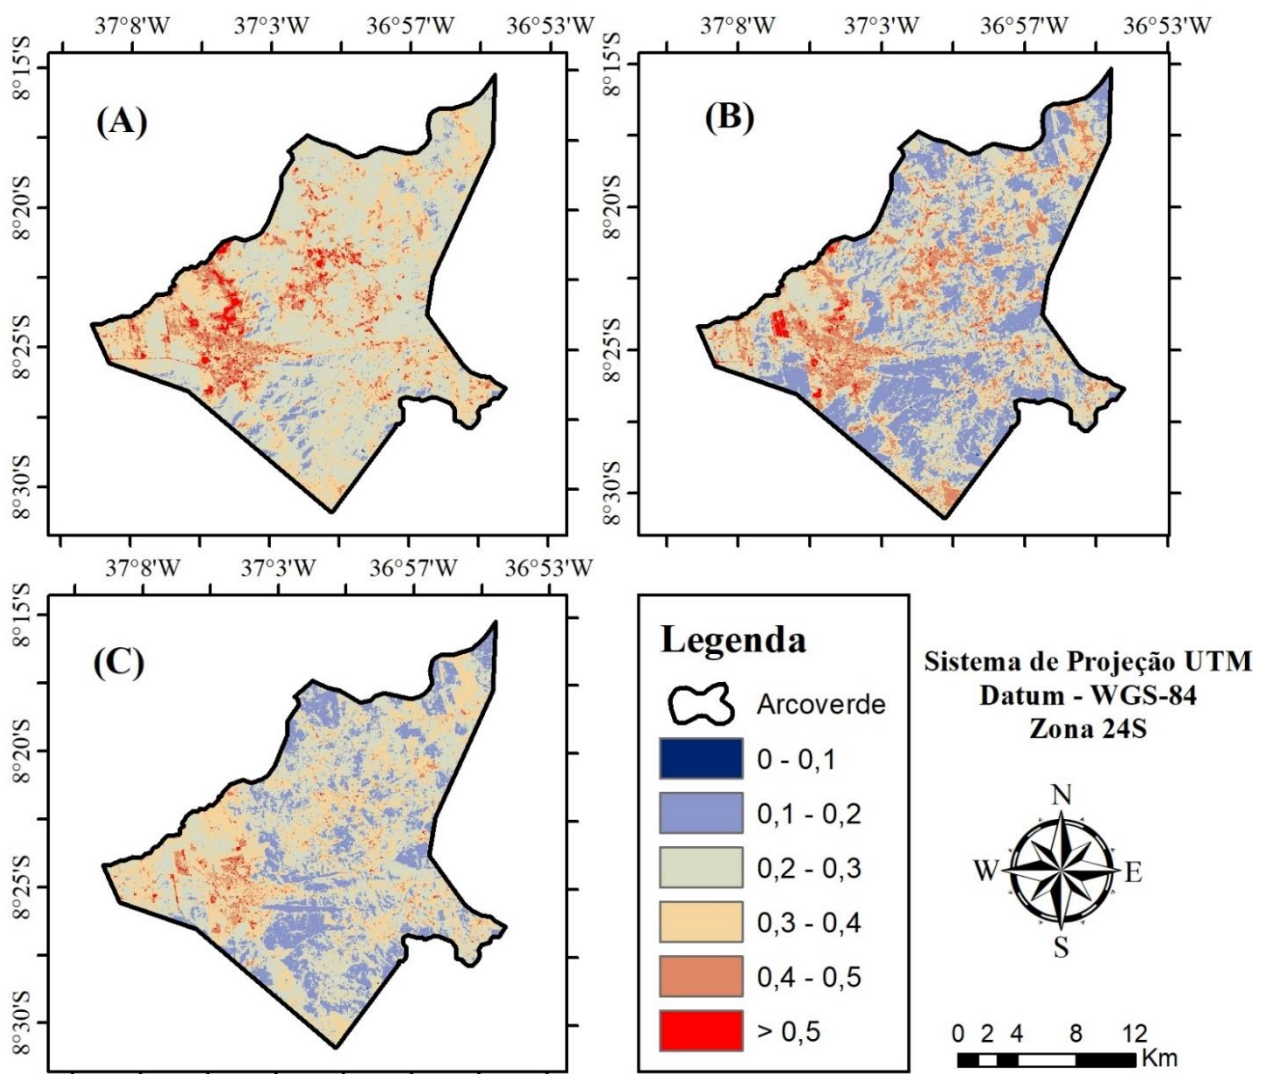 37°8'W 37°3'W 36°57'W 36°53'W
8°15'S
8°20'S
8°25'S
8°30'S
(A)
37°8'W 37°3'W 36°57'W 36°53'W
8°15'S
8°20'S
8°25'S
8°30'S
(B)
37°8'W 37°3'W 36°57'W 36°53'W
8°15'S
8°20'S
8°25'S
8°30'S
(C)
Legenda
Arcoverde
0 - 0,1
0,1 - 0,2
0,2 - 0,3
0,3 - 0,4
0,4 - 0,5
> 0,5
Sistema de Projeção UTM
Datum - WGS-84
Zona 24S
N
W E
S
0 2 4 8 12
Km